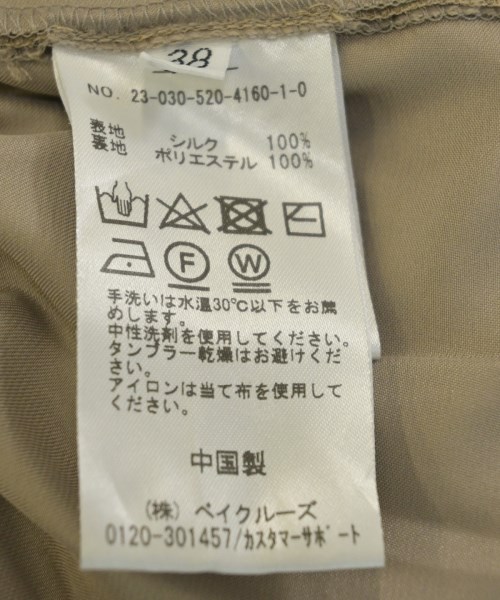 38
NO. 23-030-520-4160-1-0
表地 シルク 100%
裏地 ポリエステル 100%
F W
手洗いは水温30℃以下をお薦
めします。
中性洗剤を使用してください。
タンブラー乾燥はお避けくだ
さい。
アイロンは当て布を使用して
ください。
中国製
(株) ベイクルーズ
0120-301457/カスタマーサポート